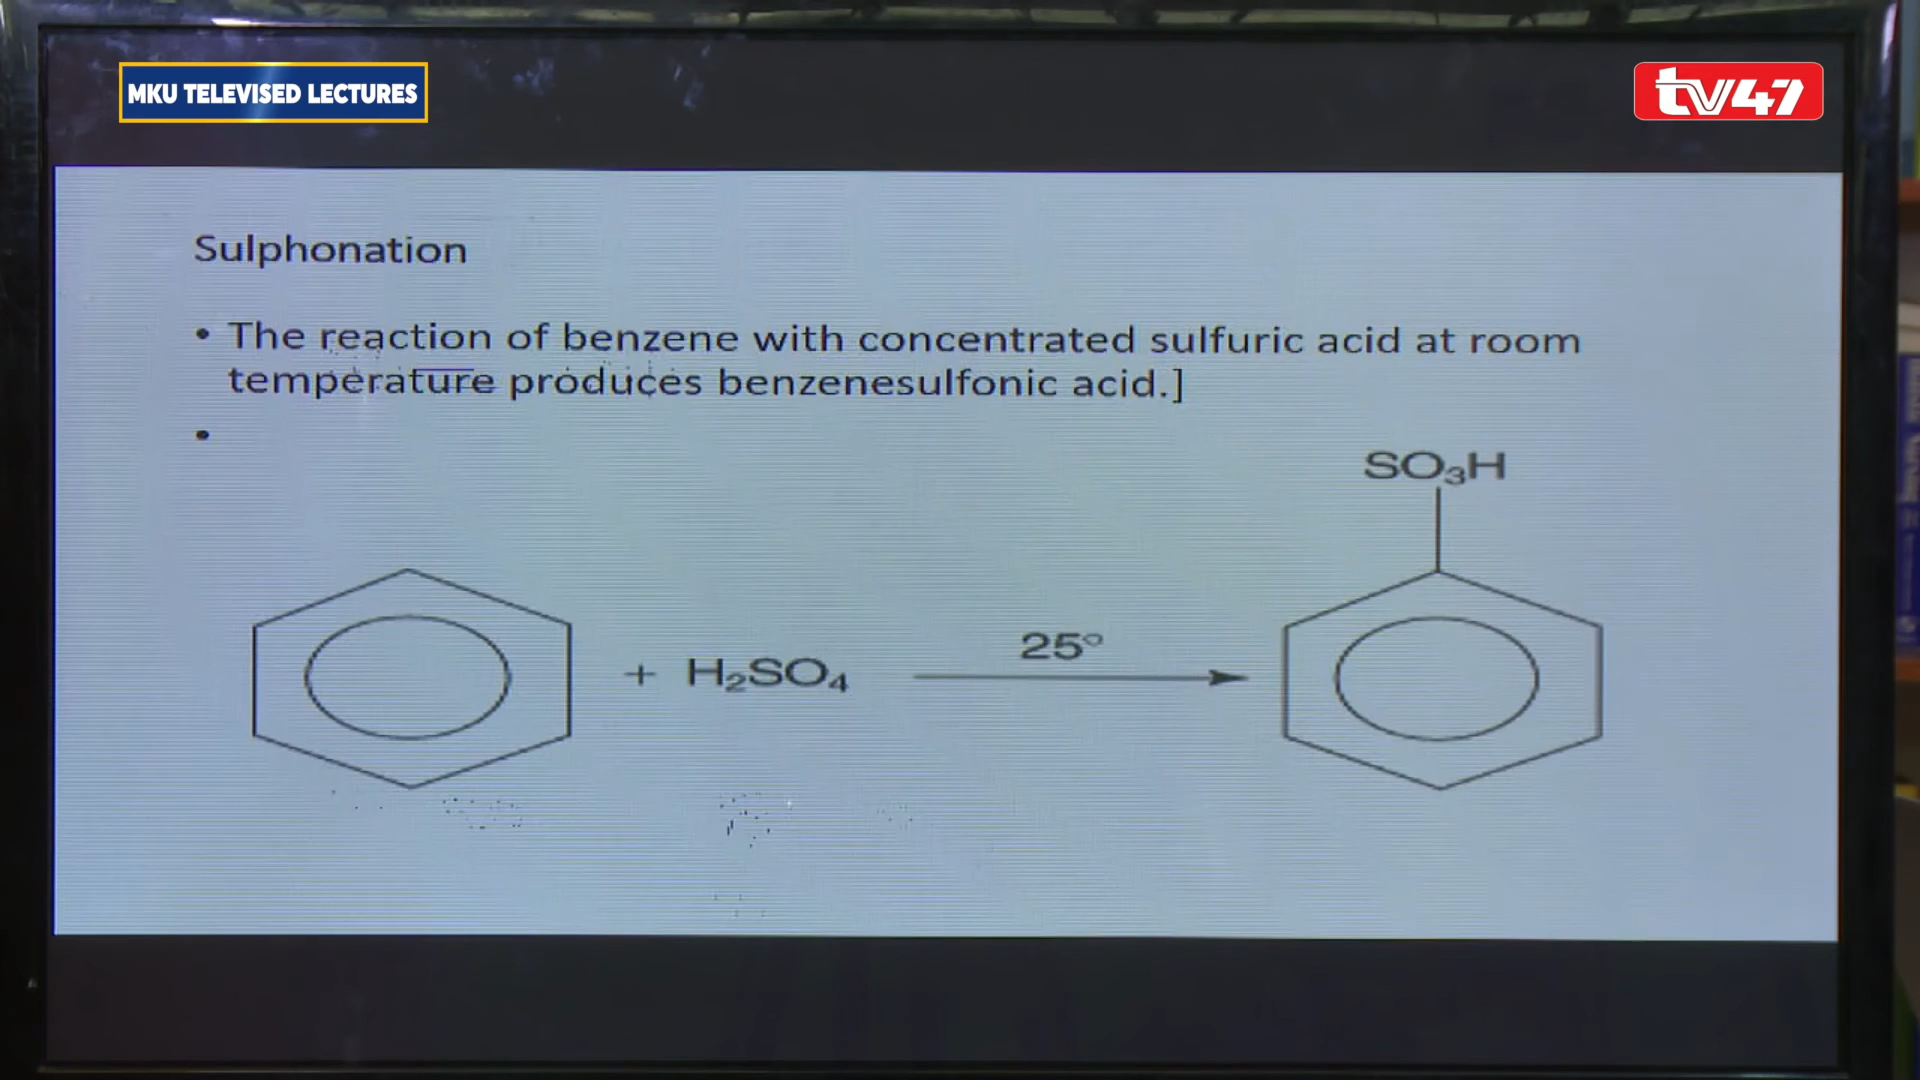 MKU TELEVISED LECTURES
tv47
Sulphonation
• The reaction of benzene with concentrated sulfuric acid at room
temperature produces benzenesulfonic acid.]
•
SO₃H
+ H₂SO₄
25°